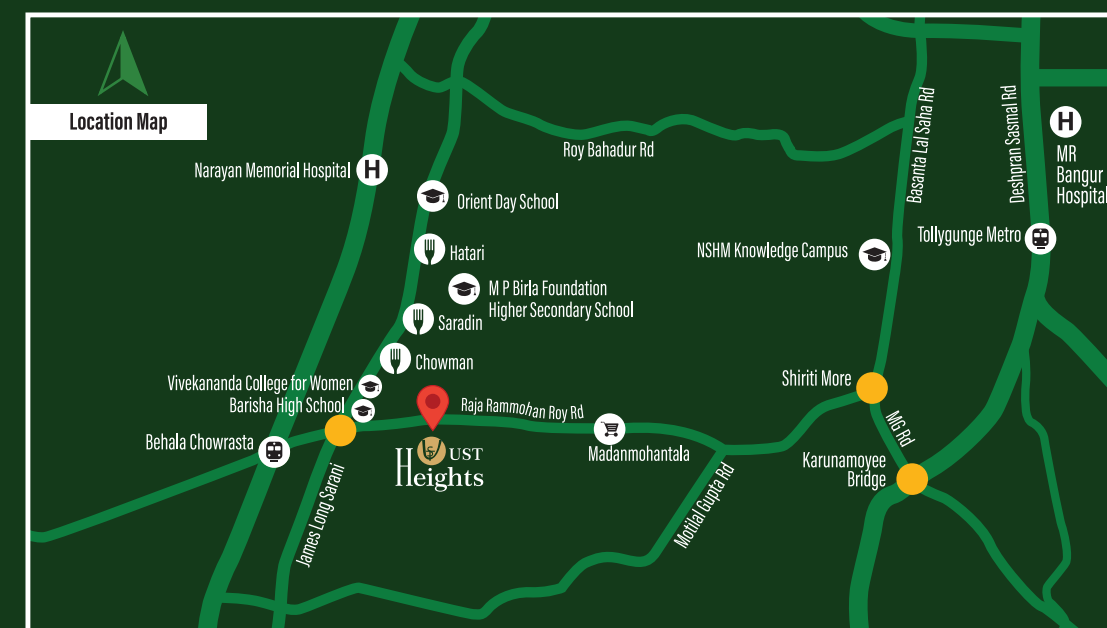 Location Map
Narayan Memorial Hospital
H
Roy Bahadur Rd
Basanta Lal Saha Rd
Deshpran Sasmal Rd
H
MR
Bangur
Hospital
Orient Day School
Hatari
NSHM Knowledge Campus
Tollygunge Metro
M P Birla Foundation
Higher Secondary School
Saradin
Chowman
Vivekananda College for Women
Barisha High School
Shiriti More
Raja Rammohan Roy Rd
MG Rd
Behala Chowrasta
UST
Heights
Madanmohantala
Karunamoyee
Bridge
James Long Sarani
Motilal Gupta Rd